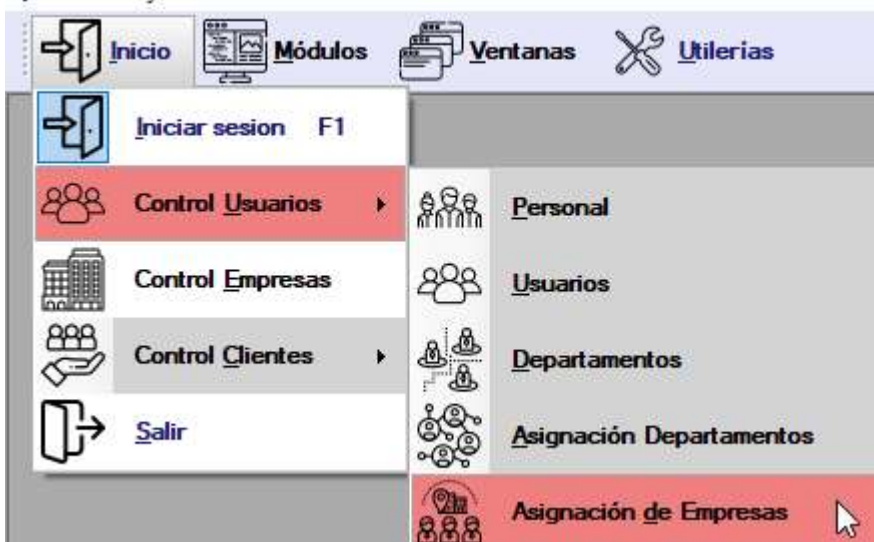 Inicio Módulos Ventanas Utilerias
Iniciar sesion F1
Control Usuarios
Control Empresas
Control Clientes
Salir
Personal
Usuarios
Departamentos
Asignación Departamentos
Asignación de Empresas